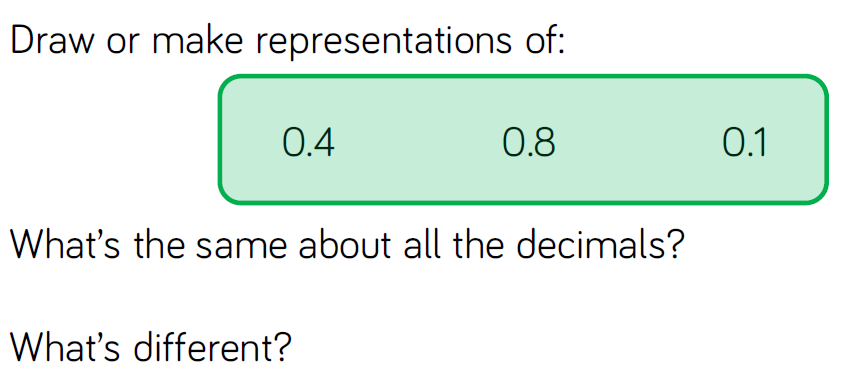 Draw or make representations of:
0.4 0.8 0.1
What’s the same about all the decimals?
What’s different?